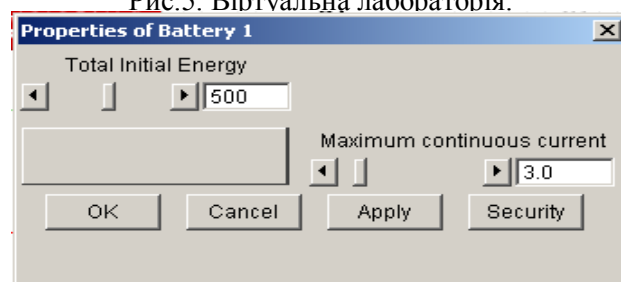 Рис.5. Віртуальна лабораторія.
Properties of Battery 1
Total Initial Energy
500
Maximum continuous current
3.0
OK Cancel Apply Security